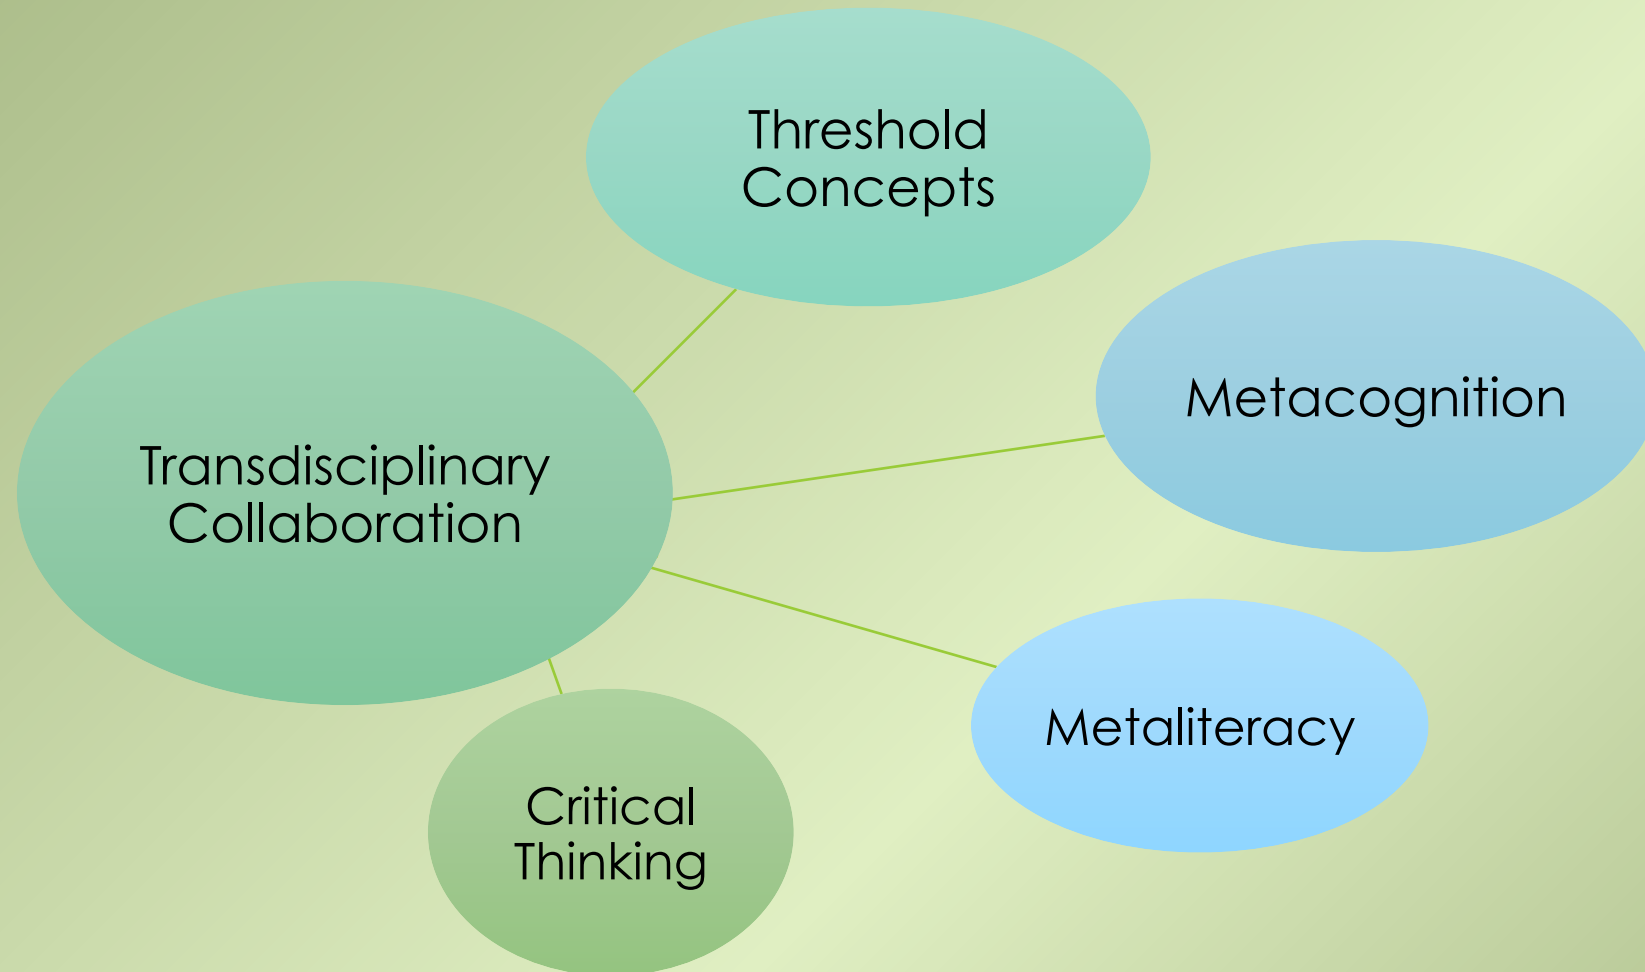 Threshold
Concepts
Metacognition
Transdisciplinary
Collaboration
Metaliteracy
Critical
Thinking